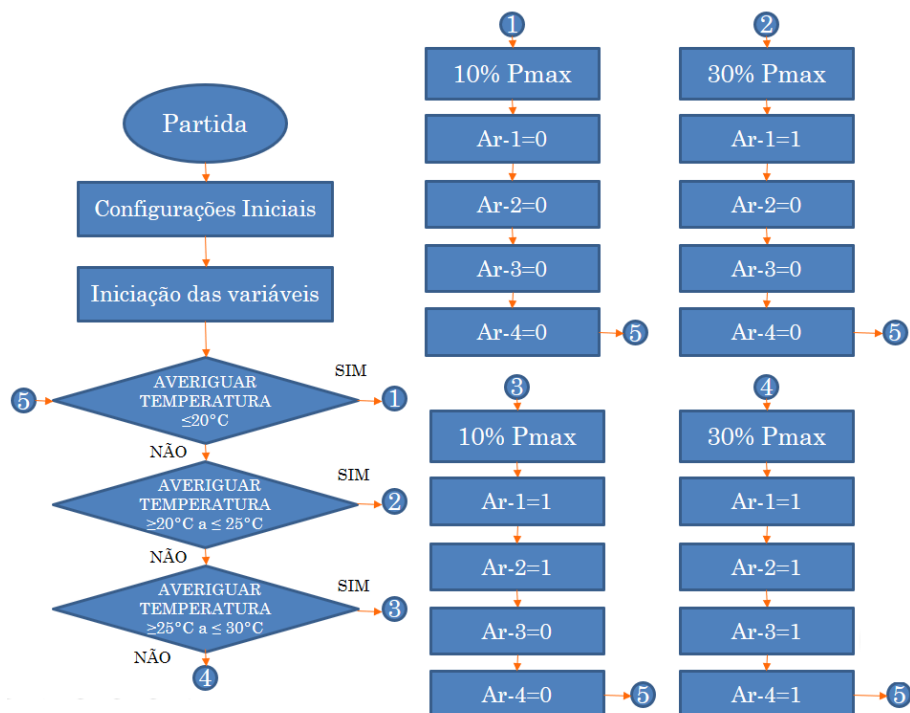 Partida
Configurações Iniciais
Iniciação das variáveis
5
AVERIGUAR
TEMPERATURA
≤20°C
SIM
1
NÃO
AVERIGUAR
TEMPERATURA
≥20°C a ≤ 25°C
SIM
2
NÃO
AVERIGUAR
TEMPERATURA
≥25°C a ≤ 30°C
SIM
3
NÃO
4
1
10% Pmax
Ar-1=0
Ar-2=0
Ar-3=0
Ar-4=0
5
2
30% Pmax
Ar-1=1
Ar-2=0
Ar-3=0
Ar-4=0
5
3
10% Pmax
Ar-1=1
Ar-2=1
Ar-3=0
Ar-4=0
5
4
30% Pmax
Ar-1=1
Ar-2=1
Ar-3=1
Ar-4=1
5